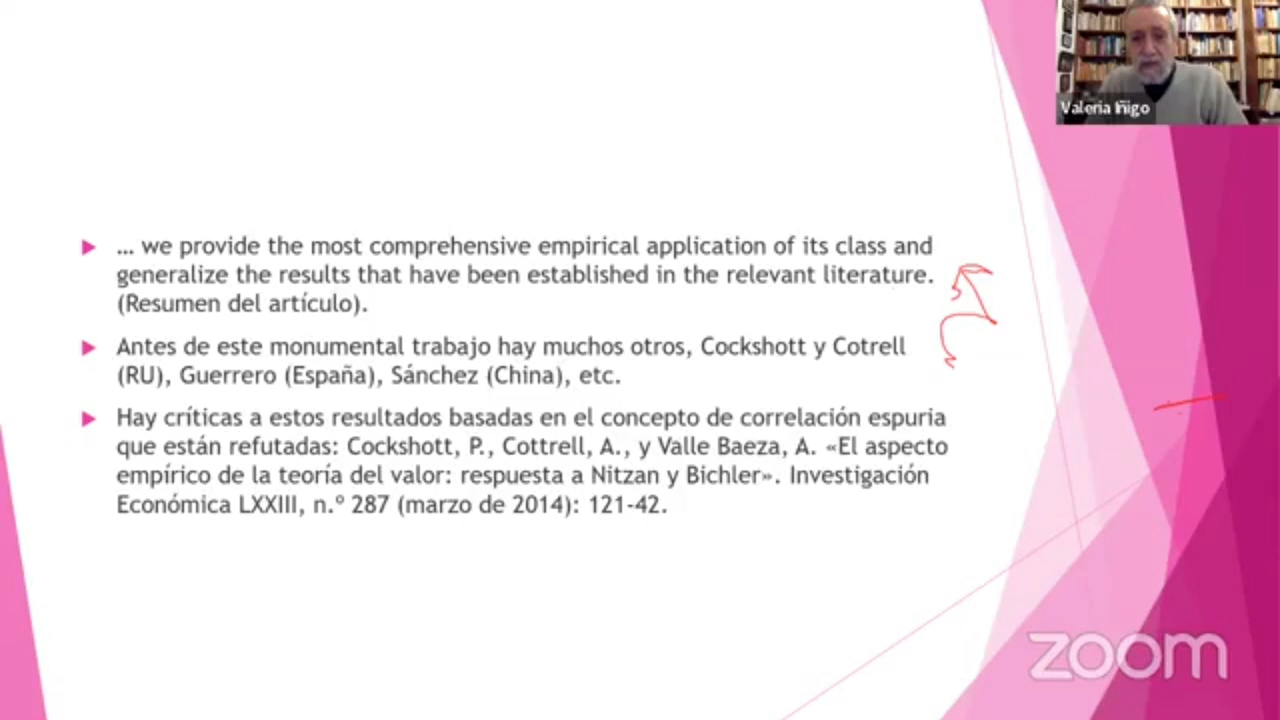 Valeria Iñigo
… we provide the most comprehensive empirical application of its class and
generalize the results that have been established in the relevant literature.
(Resumen del artículo).
Antes de este monumental trabajo hay muchos otros, Cockshott y Cotrell
(RU), Guerrero (España), Sánchez (China), etc.
Hay críticas a estos resultados basadas en el concepto de correlación espuria
que están refutadas: Cockshott, P., Cottrell, A., y Valle Baeza, A. «El aspecto
empírico de la teoría del valor: respuesta a Nitzan y Bichler». Investigación
Económica LXXIII, n.º 287 (marzo de 2014): 121-42.
zoom